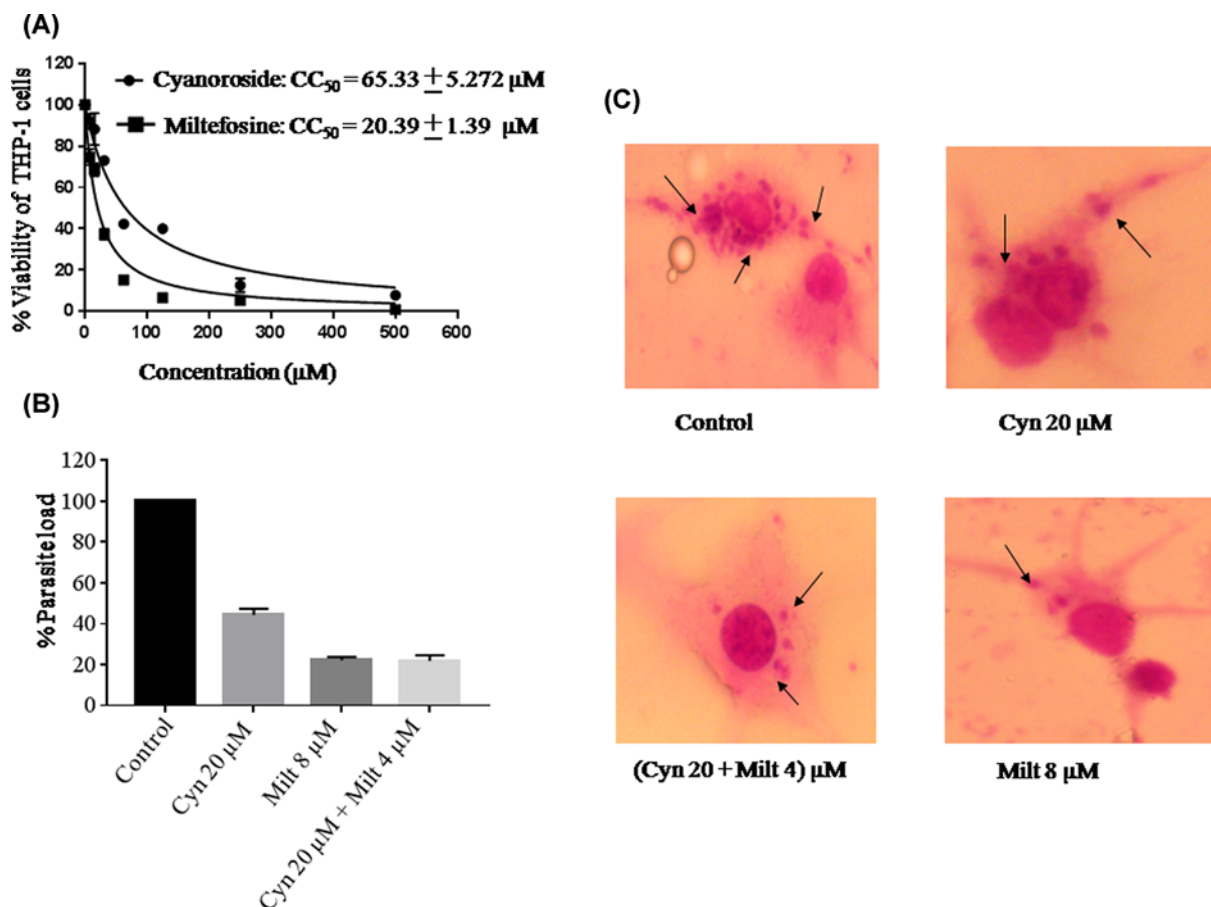 (A)
120
100
80
60
40
20
0
% Viability of THP-1 cells
Cyanoroside: CC₅₀ = 65.33 ± 5.272 µM
Miltefosine: CC₅₀ = 20.39 ± 1.39 µM
0 100 200 300 400 500 600
Concentration (µM)
(B)
120
100
80
60
40
20
0
% Parasite load
Control
Cyn 20 µM
Milt 8 µM
Cyn 20 µM + Milt 4 µM
(C)
Control
Cyn 20 µM
(Cyn 20 + Milt 4) µM
Milt 8 µM